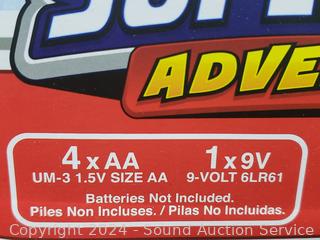 SUPE
ADVE
4 x AA 1 x 9V
UM-3 1.5V SIZE AA 9-VOLT 6LR61
Batteries Not Included.
Piles Non Incluses. / Pilas No Incluidas.
Copyright 2024 - Sound Auction Service